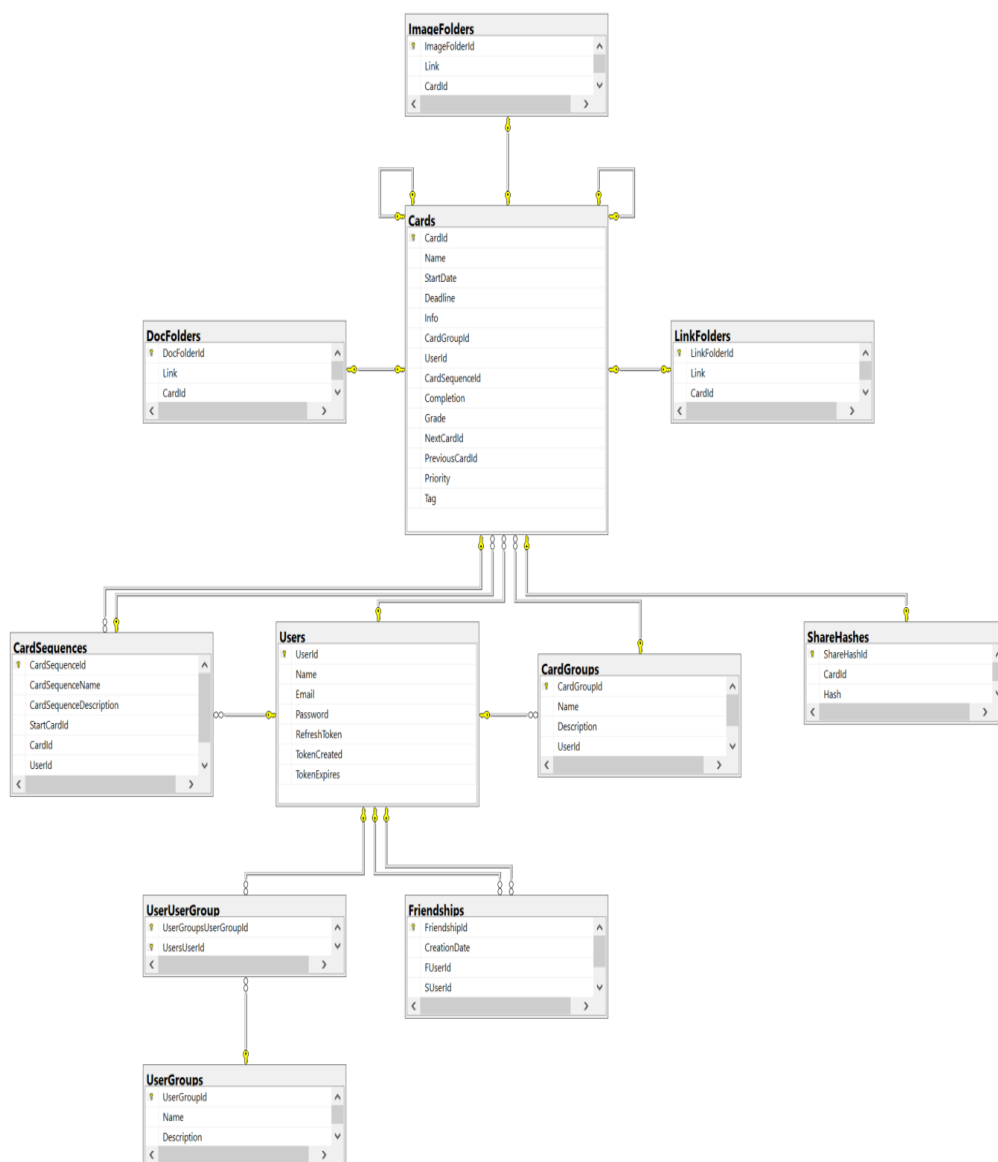 ImageFolders
ImageFolderId
Link
CardId
Cards
CardId
Name
StartDate
Deadline
Info
CardGroupId
UserId
CardSequenceId
Completion
Grade
NextCardId
PreviousCardId
Priority
Tag
DocFolders
DocFolderId
Link
CardId
LinkFolders
LinkFolderId
Link
CardId
CardSequences
CardSequenceId
CardSequenceName
CardSequenceDescription
StartCardId
CardId
UserId
Users
UserId
Name
Email
Password
RefreshToken
TokenCreated
TokenExpires
CardGroups
CardGroupId
Name
Description
UserId
ShareHashes
ShareHashId
CardId
Hash
UserUserGroup
UserGroupsUserGroupId
UsersUserId
Friendships
FriendshipId
CreationDate
FUserId
SUserId
UserGroups
UserGroupId
Name
Description